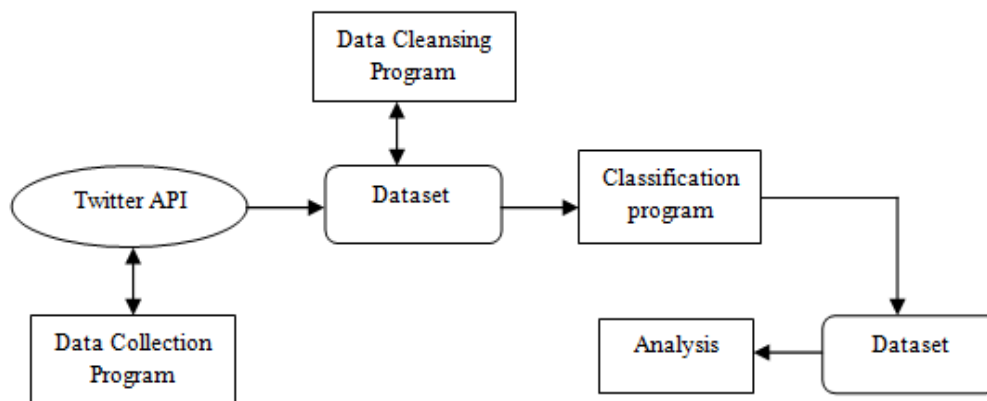 Data Cleansing
Program
Twitter API
Dataset
Classification
program
Data Collection
Program
Analysis
Dataset